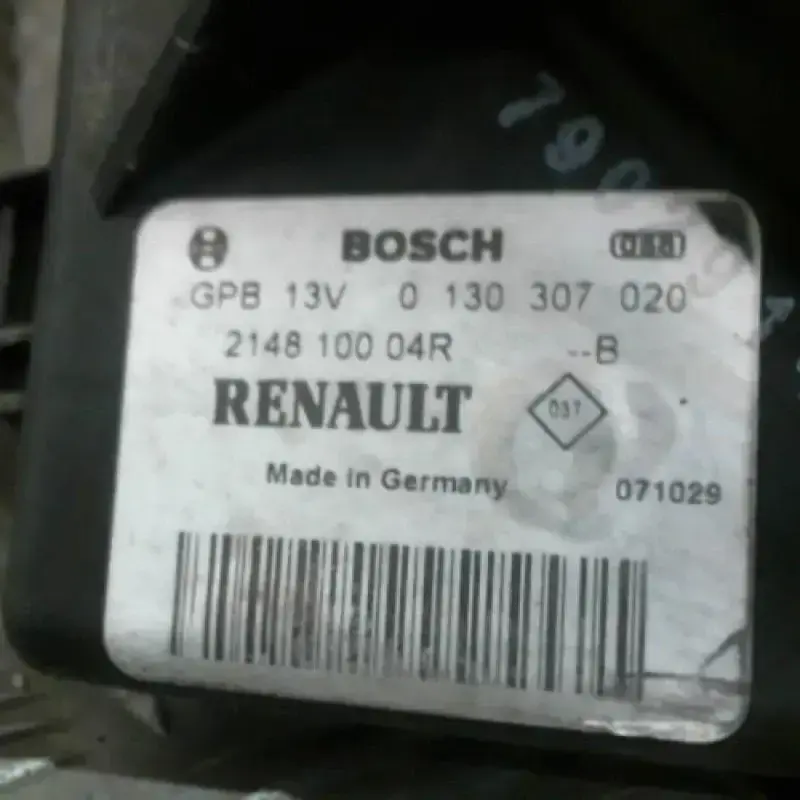 BOSCH
GPB 13V 0 130 307 020
2148 100 04R --B
RENAULT
037
Made in Germany 071029